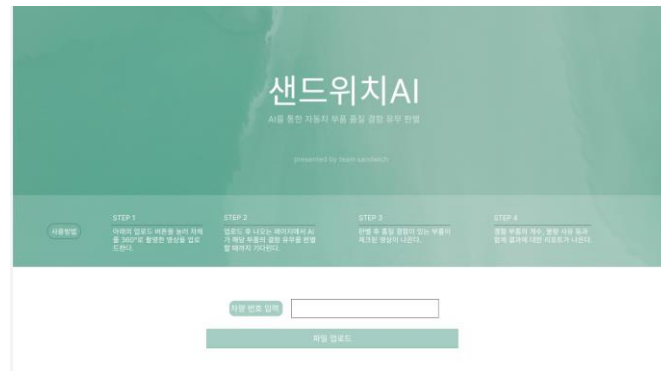 샌드위치AI
AI를 통한 자동차 부품 품질 결함 유무 판별
presented by team sandwich
사용방법
STEP 1
아래의 업로드 버튼을 눌러 차체
를 360°로 촬영한 영상을 업로
드한다.
STEP 2
업로드 후 나오는 페이지에서 AI
가 해당 부품의 결함 유무를 판별
할 때까지 기다린다.
STEP 3
판별 후 품질 결함이 있는 부품이
체크된 영상이 나온다.
STEP 4
결함 부품의 개수, 불량 사유 등과
함께 결과에 대한 리포트가 나온다.
차량 번호 입력
파일 업로드